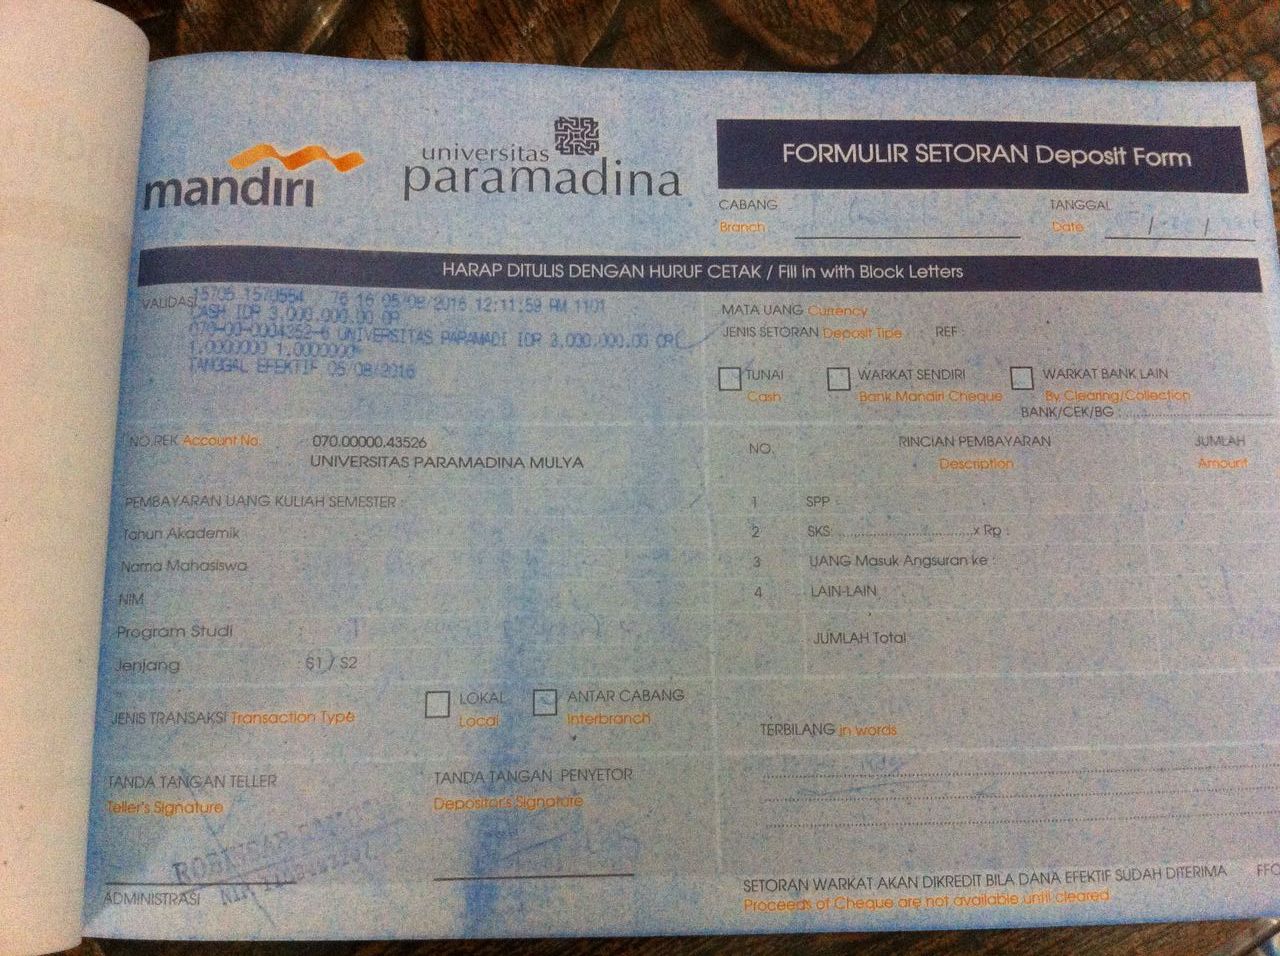 mandırı
universitas
paramadina
FORMULIR SETORAN Deposit Form
CABANG
Branch
TANGGAL
Date
HARAP DITULIS DENGAN HURUF CETAK / Fill in with Block Letters
VALIDASI
15705 1570554 76 16 05/08/2016 12:11:59 PM 1101
CASH IDR 3,000,000.00 OR
070-00-0004352-6 UNIVERSITAS PARAMADI IDR 3,000,000.00 CR
1.0000000 1.0000000
TANGGAL EFEKTIF 05/08/2016
MATA UANG Currency
JENIS SETORAN Deposit Tipe : REF :
TUNAI
Cash
WARKAT SENDIRI
Bank Mandiri Cheque
WARKAT BANK LAIN
By Clearing/Collection
BANK/CEK/BG :
NO.REK Account No. : 070.00000.43526
UNIVERSITAS PARAMADINA MULYA
NO.
RINCIAN PEMBAYARAN
Description
JUMLAH
Amount
PEMBAYARAN UANG KULIAH SEMESTER :
Tahun Akademik
Nama Mahasiswa
NIM
Program Studi :
Jenjang : S1 / S2
1 SPP :
2 SKS: x Rp :
3 UANG Masuk Angsuran ke :
4 LAIN-LAIN
JUMLAH Total
JENIS TRANSAKSI Transaction Type
LOKAL
Local
ANTAR CABANG
Interbranch
TERBILANG in words
TANDA TANGAN TELLER
Teller's Signature
TANDA TANGAN PENYETOR
Depositor's Signature
ADMINISTRASI
NIP
SETORAN WARKAT AKAN DIKREDIT BILA DANA EFEKTIF SUDAH DITERIMA
Proceeds of Cheque are not available until cleared